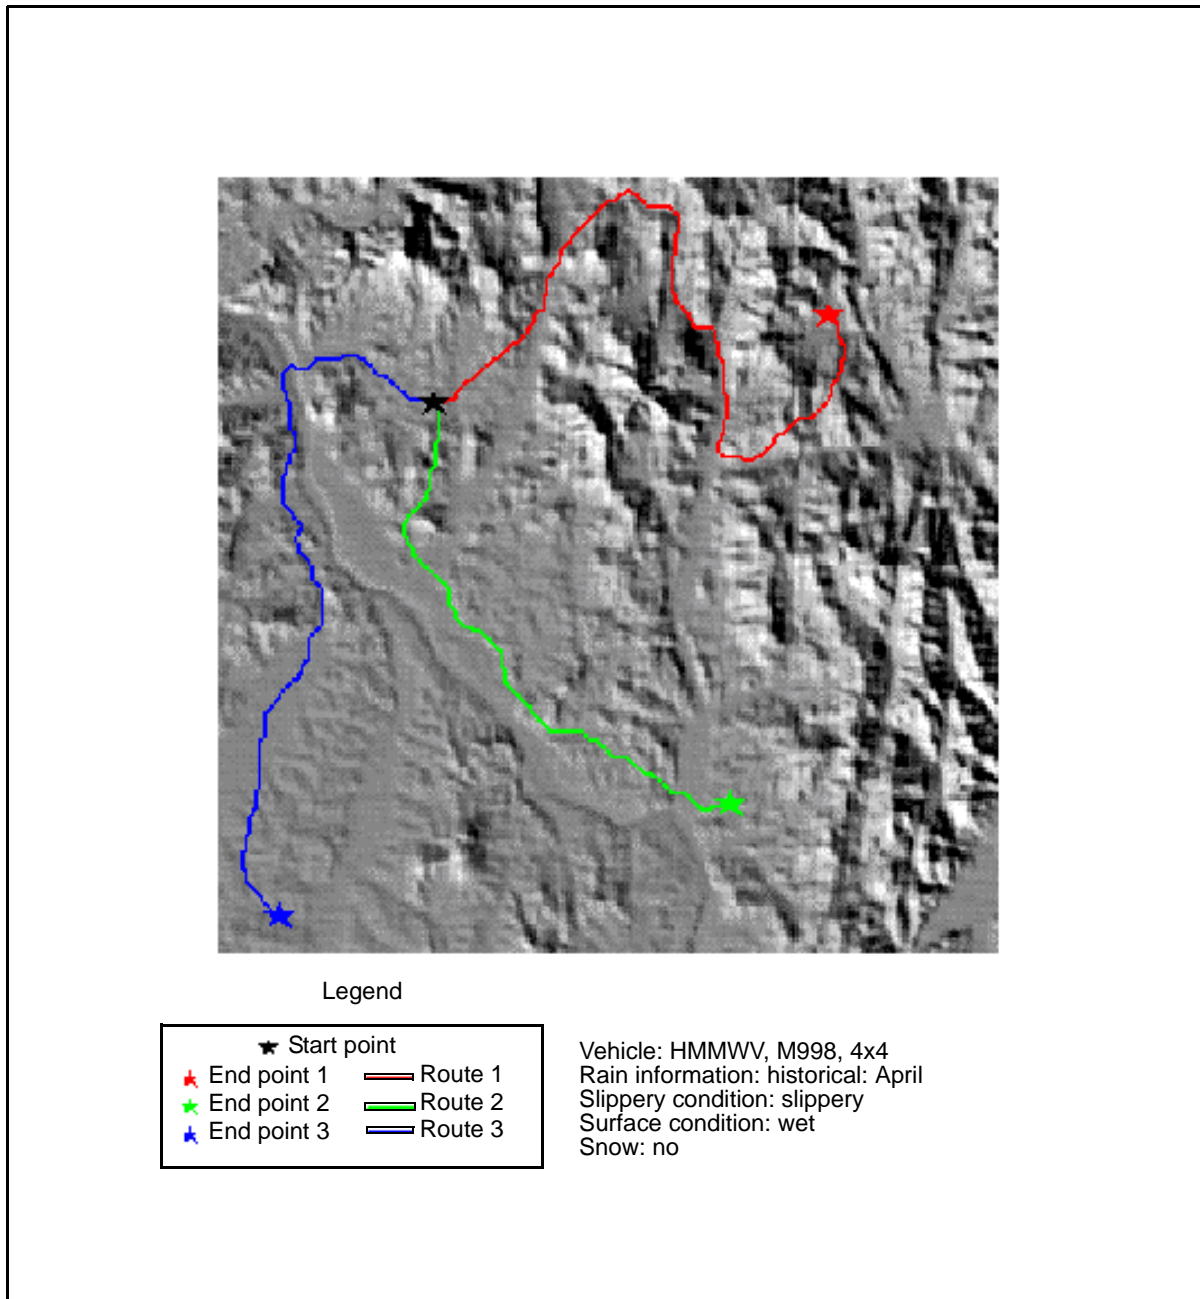 Legend
Start point
End point 1 Route 1
End point 2 Route 2
End point 3 Route 3
Vehicle: HMMWV, M998, 4x4
Rain information: historical: April
Slippery condition: slippery
Surface condition: wet
Snow: no